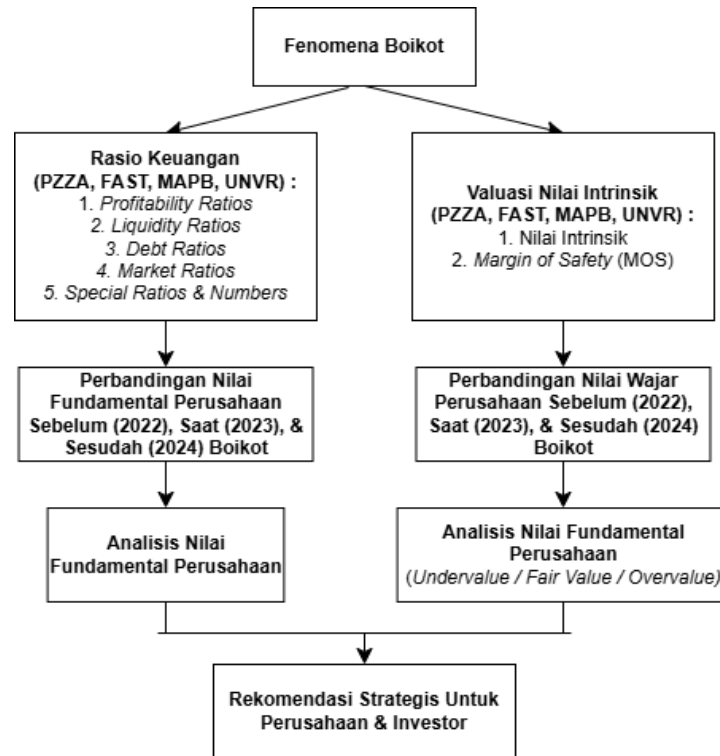 Fenomena Boikot
Rasio Keuangan
(PZZA, FAST, MAPB, UNVR) :
1. Profitability Ratios
2. Liquidity Ratios
3. Debt Ratios
4. Market Ratios
5. Special Ratios & Numbers
Valuasi Nilai Intrinsik
(PZZA, FAST, MAPB, UNVR) :
1. Nilai Intrinsik
2. Margin of Safety (MOS)
Perbandingan Nilai
Fundamental Perusahaan
Sebelum (2022), Saat (2023), &
Sesudah (2024) Boikot
Perbandingan Nilai Wajar
Perusahaan Sebelum (2022),
Saat (2023), & Sesudah (2024)
Boikot
Analisis Nilai
Fundamental Perusahaan
Analisis Nilai Fundamental
Perusahaan
(Undervalue / Fair Value / Overvalue)
Rekomendasi Strategis Untuk
Perusahaan & Investor